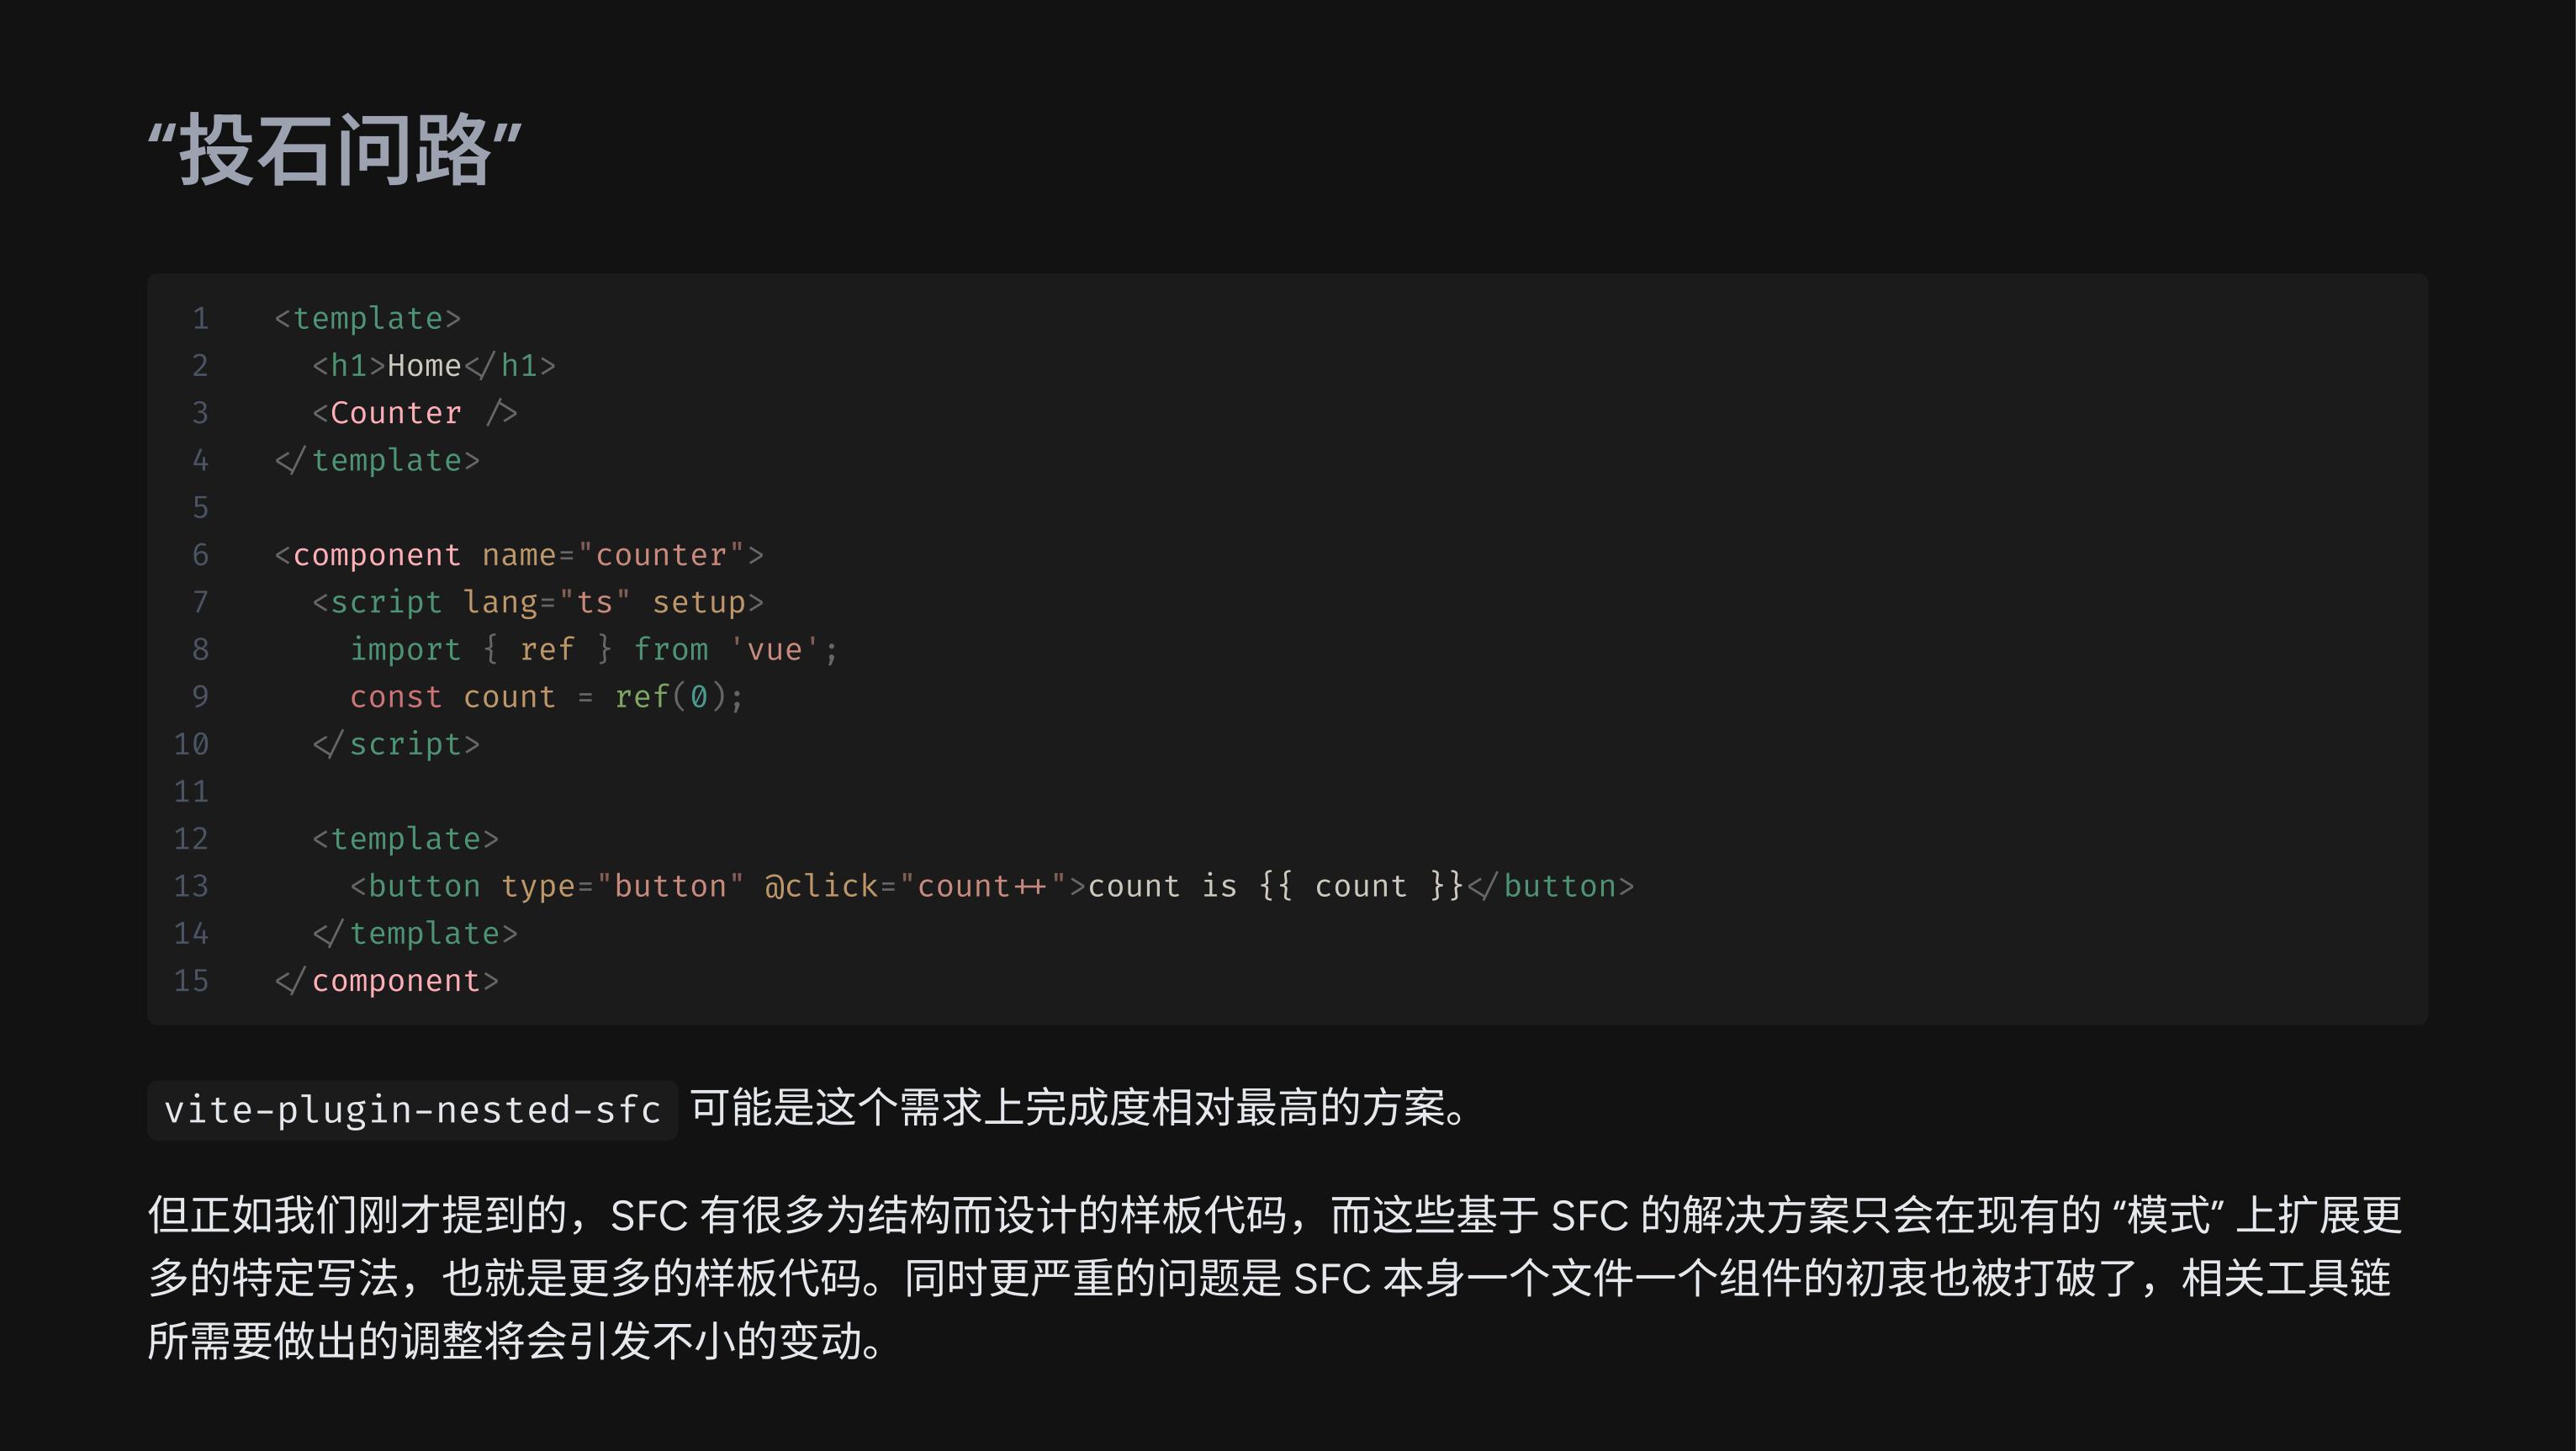 “投石问路”
1 <template>
2   <h1>Home</h1>
3   <Counter />
4 </template>
5
6 <component name="counter">
7   <script lang="ts" setup>
8     import { ref } from 'vue';
9     const count = ref(0);
10   </script>
11
12   <template>
13     <button type="button" @click="count++">count is {{ count }}</button>
14   </template>
15 </component>
vite-plugin-nested-sfc 可能是这个需求上完成度相对最高的方案。
但正如我们刚才提到的，SFC 有很多为结构而设计的样板代码，而这些基于 SFC 的解决方案只会在现有的 “模式” 上扩展更
多的特定写法，也就是更多的样板代码。同时更严重的问题是 SFC 本身一个文件一个组件的初衷也被打破了，相关工具链
所需要做出的调整将会引发不小的变动。